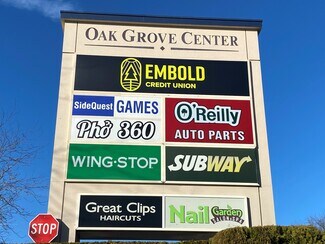 OAK GROVE CENTER
EMBOLD
CREDIT UNION
SideQuest GAMES
Phở 360
O'Reilly
AUTO PARTS
WING-STOP
SUBWAY
Great Clips
HAIRCUTS
Nail Garden
STOP